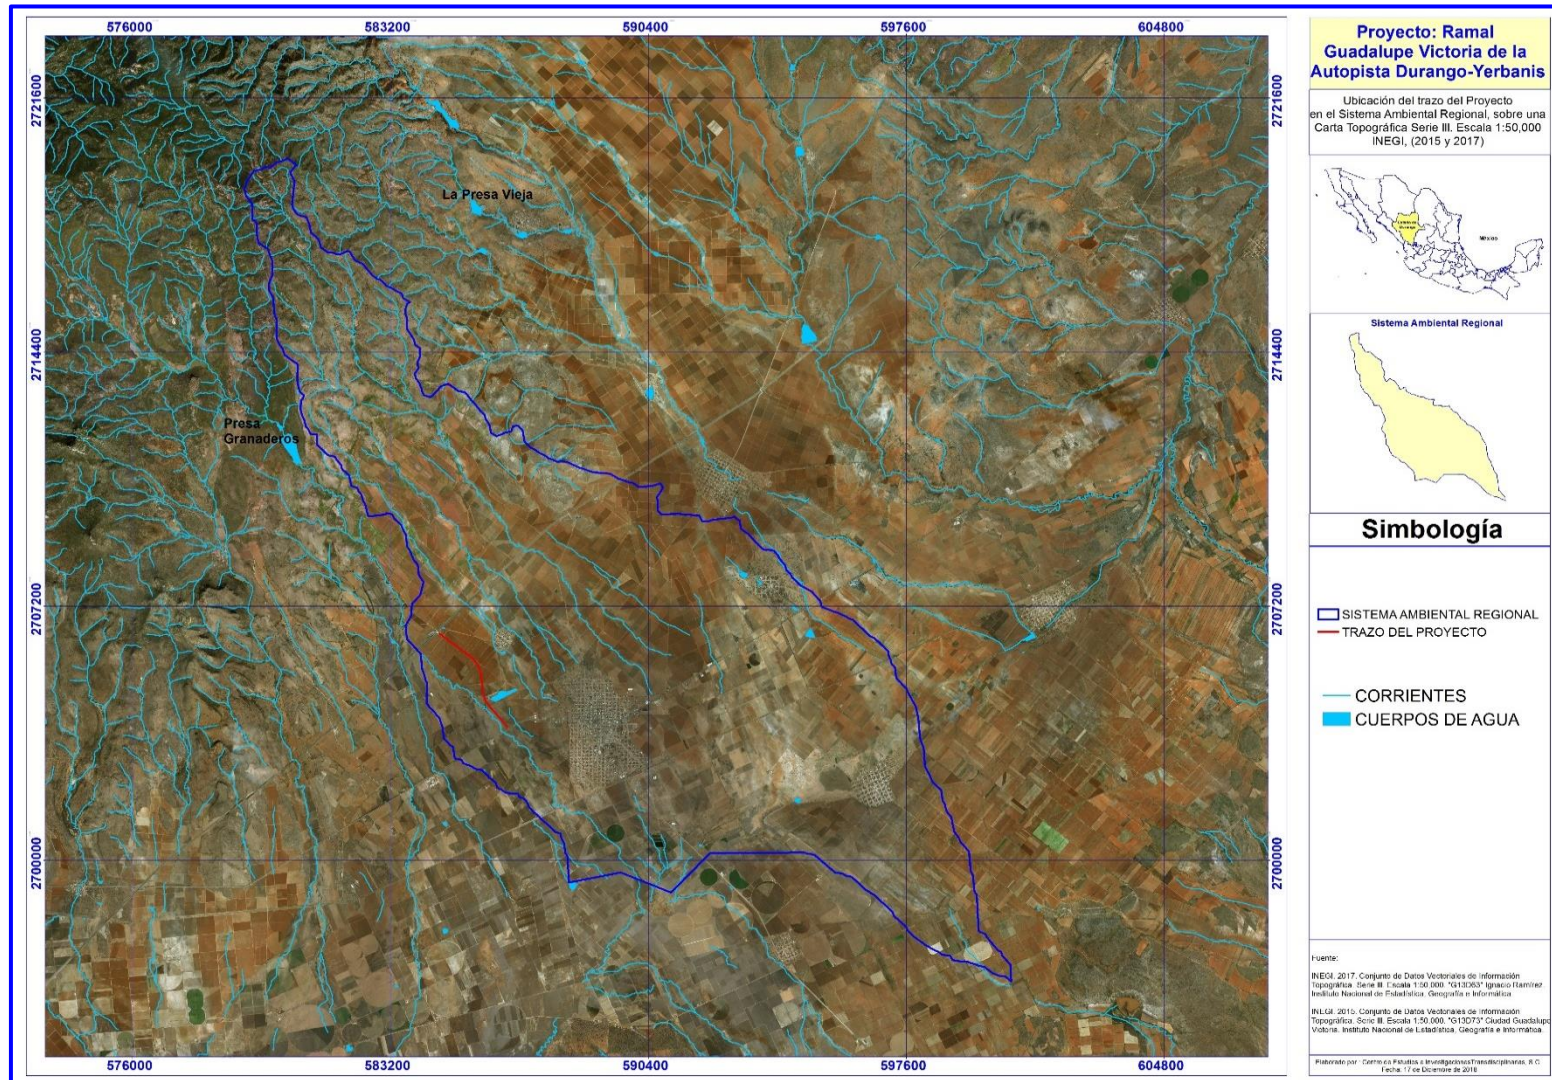 576000 583200 590400 597600 604800
2721600 2721600
La Presa Vieja
2714400 2714400
Presa
Granaderos
2707200 2707200
2700000 2700000
576000 583200 590400 597600 604800
Proyecto: Ramal
Guadalupe Victoria de la
Autopista Durango-Yerbanis
Ubicación del trazo del Proyecto
en el Sistema Ambiental Regional, sobre una
Carta Topográfica Serie III. Escala 1:50,000
INEGI, (2015 y 2017)
Durango
México
Sistema Ambiental Regional
Simbología
SISTEMA AMBIENTAL REGIONAL
TRAZO DEL PROYECTO
CORRIENTES
CUERPOS DE AGUA
Fuente:
INEGI. 2017. Conjunto de Datos Vectoriales de Información
Topográfica. Serie III. Escala 1:50,000. "G13D63" Ignacio Ramírez.
Instituto Nacional de Estadística, Geografía e Informática.
INEGI. 2015. Conjunto de Datos Vectoriales de Información
Topográfica. Serie III. Escala 1:50,000. "G13D73" Ciudad Guadalupe
Victoria. Instituto Nacional de Estadística, Geografía e Informática.
Elaborado por : Centro de Estudios e InvestigacionesTransdisciplinarias, S.C.
Fecha: 17 de Diciembre de 2018